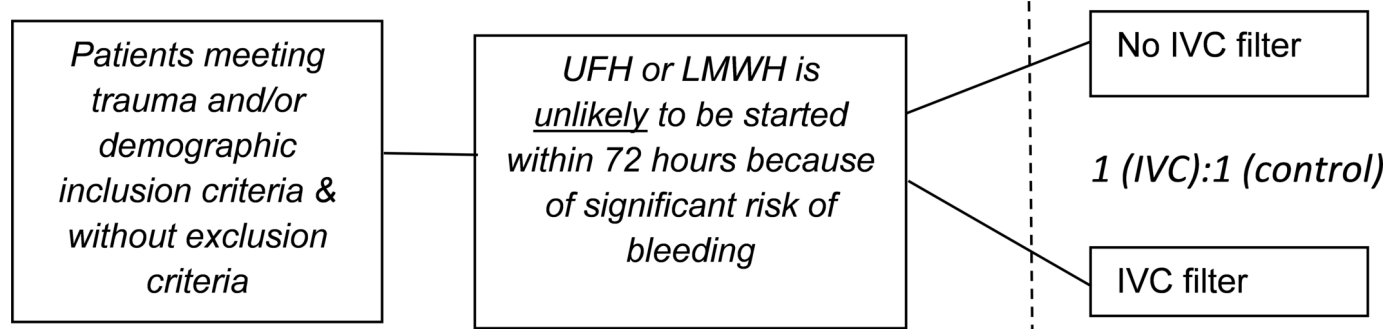 Patients meeting
trauma and/or
demographic
inclusion criteria &
without exclusion
criteria
UFH or LMWH is
unlikely to be started
within 72 hours because
of significant risk of
bleeding
No IVC filter
1 (IVC):1 (control)
IVC filter